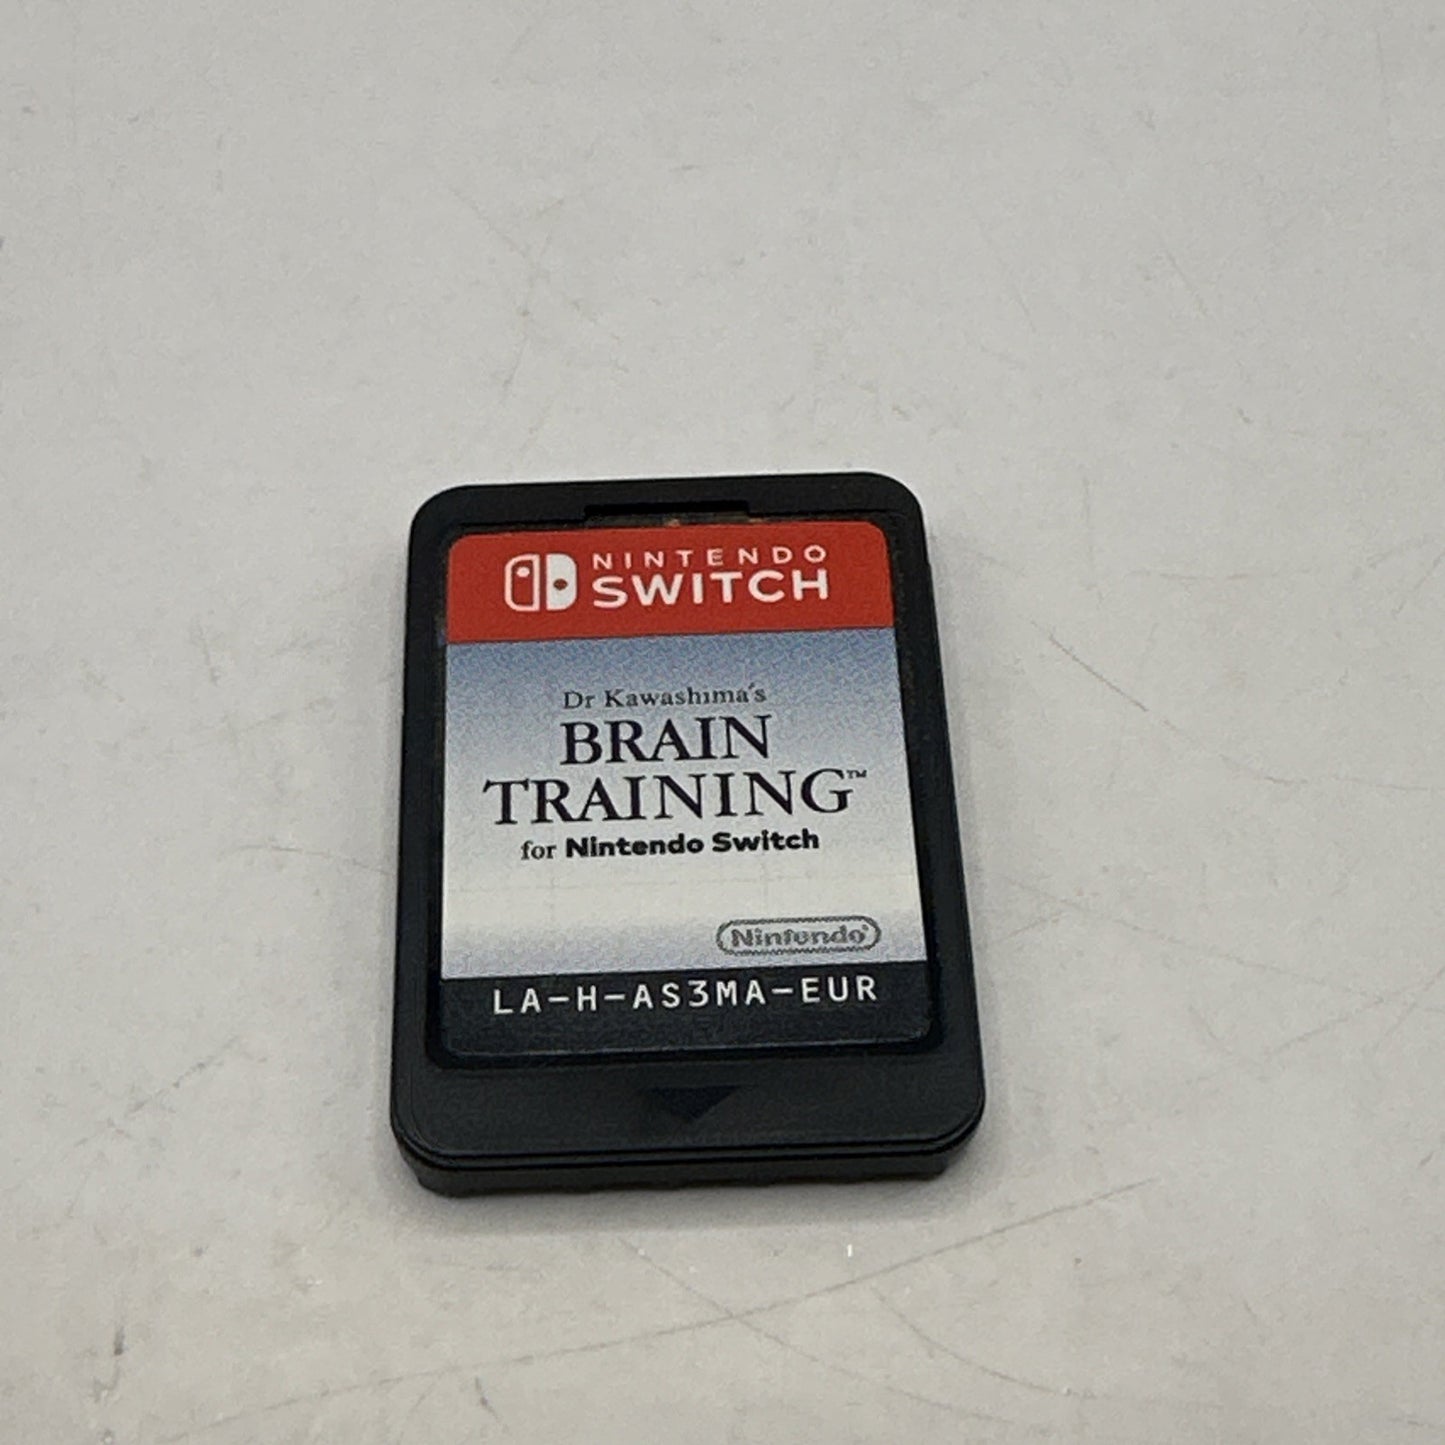 NINTENDO
SWITCH
Dr Kawashima's
BRAIN
TRAINING™
for Nintendo Switch
Nintendo®
LA-H-AS3MA-EUR